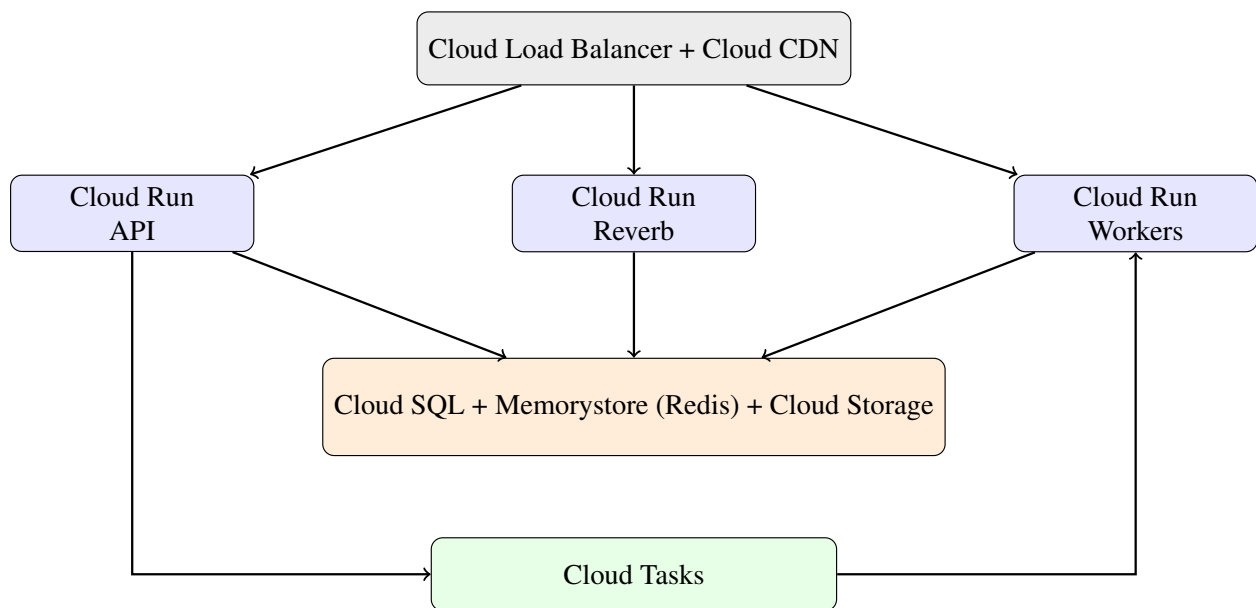 Cloud Load Balancer + Cloud CDN
Cloud Run
API
Cloud Run
Reverb
Cloud Run
Workers
Cloud SQL + Memorystore (Redis) + Cloud Storage
Cloud Tasks